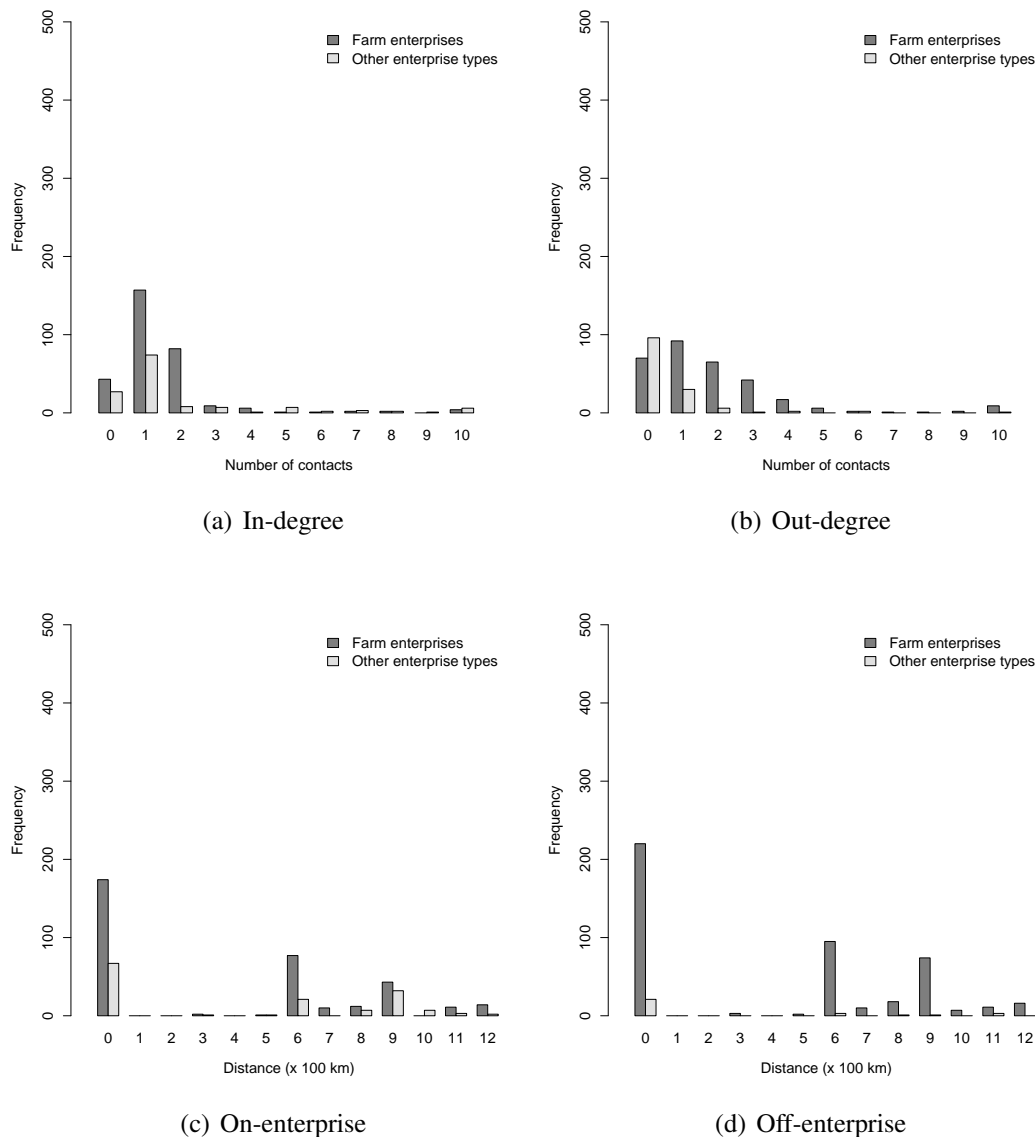 500
400
300
200
100
0
Frequency
Farm enterprises
Other enterprise types
0 1 2 3 4 5 6 7 8 9 10
Number of contacts
(a) In-degree
500
400
300
200
100
0
Frequency
Farm enterprises
Other enterprise types
0 1 2 3 4 5 6 7 8 9 10
Number of contacts
(b) Out-degree
500
400
300
200
100
0
Frequency
Farm enterprises
Other enterprise types
0 1 2 3 4 5 6 7 8 9 10 11 12
Distance (x 100 km)
(c) On-enterprise
500
400
300
200
100
0
Frequency
Farm enterprises
Other enterprise types
0 1 2 3 4 5 6 7 8 9 10 11 12
Distance (x 100 km)
(d) Off-enterprise